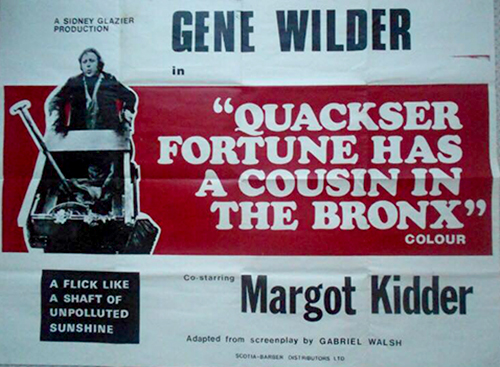 A SIDNEY GLAZIER
PRODUCTION
GENE WILDER
in
“QUACKSER
FORTUNE HAS
A COUSIN IN
THE BRONX”
COLOUR
A FLICK LIKE
A SHAFT OF
UNPOLLUTED
SUNSHINE
Co-starring Margot Kidder
Adapted from screenplay by GABRIEL WALSH
SCOTIA-BARBER DISTRIBUTORS LTD